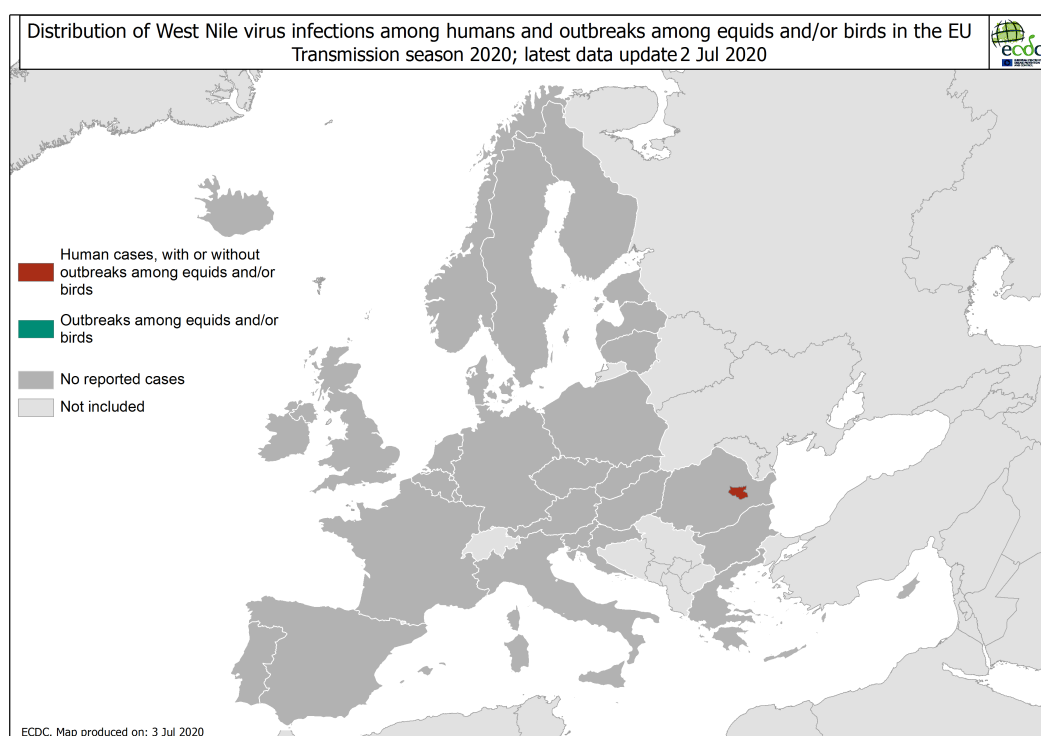 Distribution of West Nile virus infections among humans and outbreaks among equids and/or birds in the EU
Transmission season 2020; latest data update 2 Jul 2020
ecdc
Human cases, with or without
outbreaks among equids and/or
birds
Outbreaks among equids and/or
birds
No reported cases
Not included
ECDC. Map produced on: 3 Jul 2020